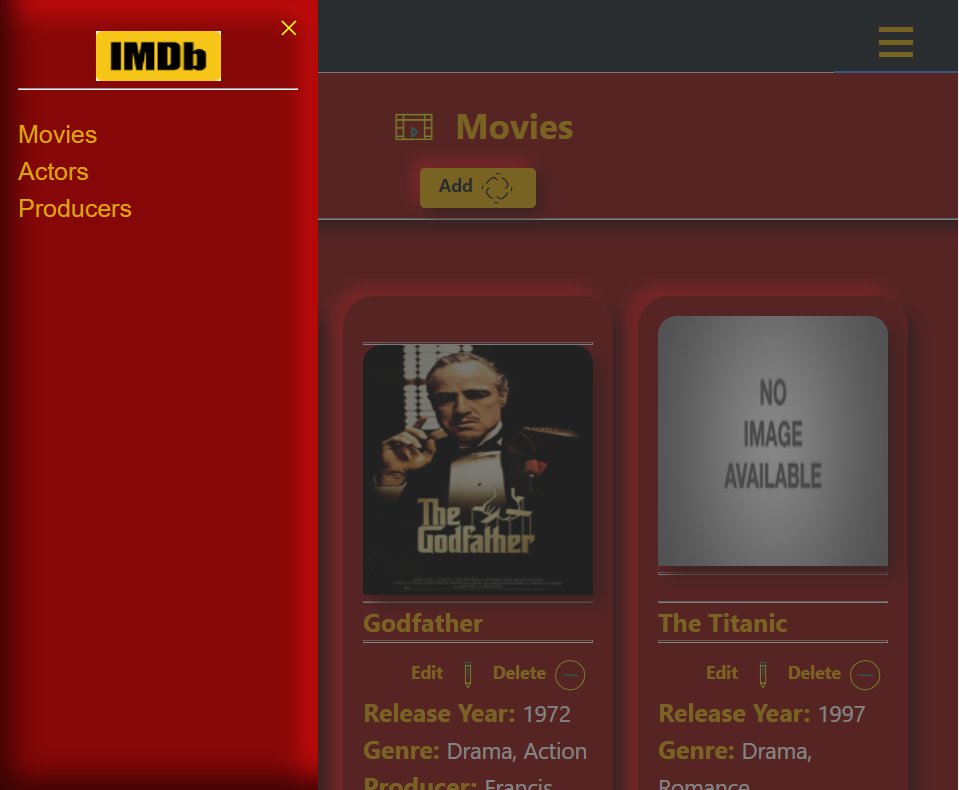 IMDb
Movies
Actors
Producers
Movies
Add
The
Godfather
NO
IMAGE
AVAILABLE
Godfather
The Titanic
Edit Delete
Edit Delete
Release Year: 1972
Release Year: 1997
Genre: Drama, Action
Genre: Drama,
Producer: Francis
Romance